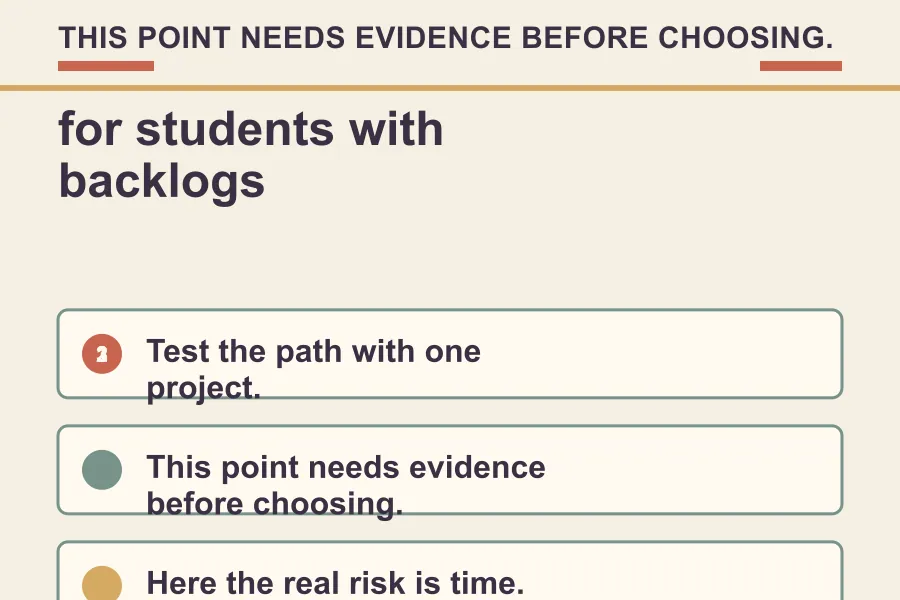 THIS POINT NEEDS EVIDENCE BEFORE CHOOSING.
for students with
backlogs
Test the path with one
project.
This point needs evidence
before choosing.
Here the real risk is time.